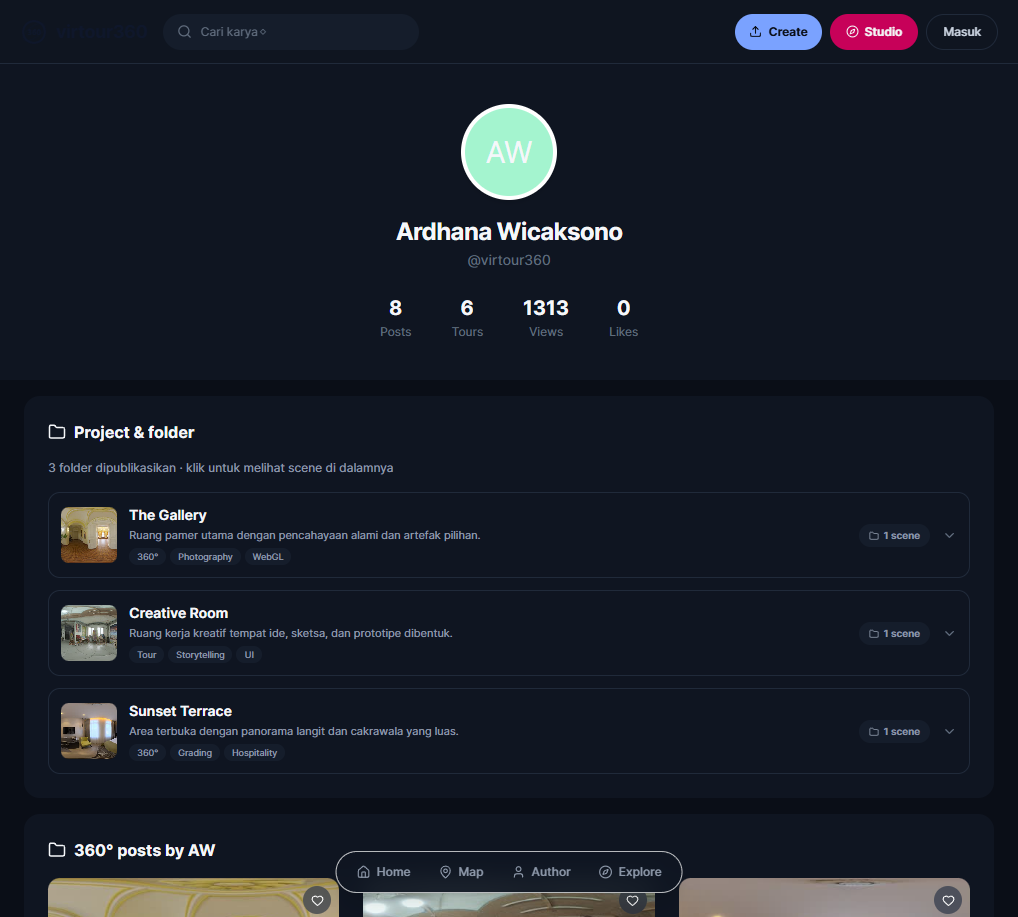 virtour360
Cari karya
Create
Studio
Masuk
AW
Ardhana Wicaksono
@virtour360
8 6 1313 0
Posts Tours Views Likes
Project & folder
3 folder dipublikasikan · klik untuk melihat scene di dalamnya
The Gallery
Ruang pamer utama dengan pencahayaan alami dan artefak pilihan.
360° Photography WebGL
1 scene
Creative Room
Ruang kerja kreatif tempat ide, sketsa, dan prototipe dibentuk.
Tour Storytelling UI
1 scene
Sunset Terrace
Area terbuka dengan panorama langit dan cakrawala yang luas.
360° Grading Hospitality
1 scene
360° posts by AW
Home Map Author Explore